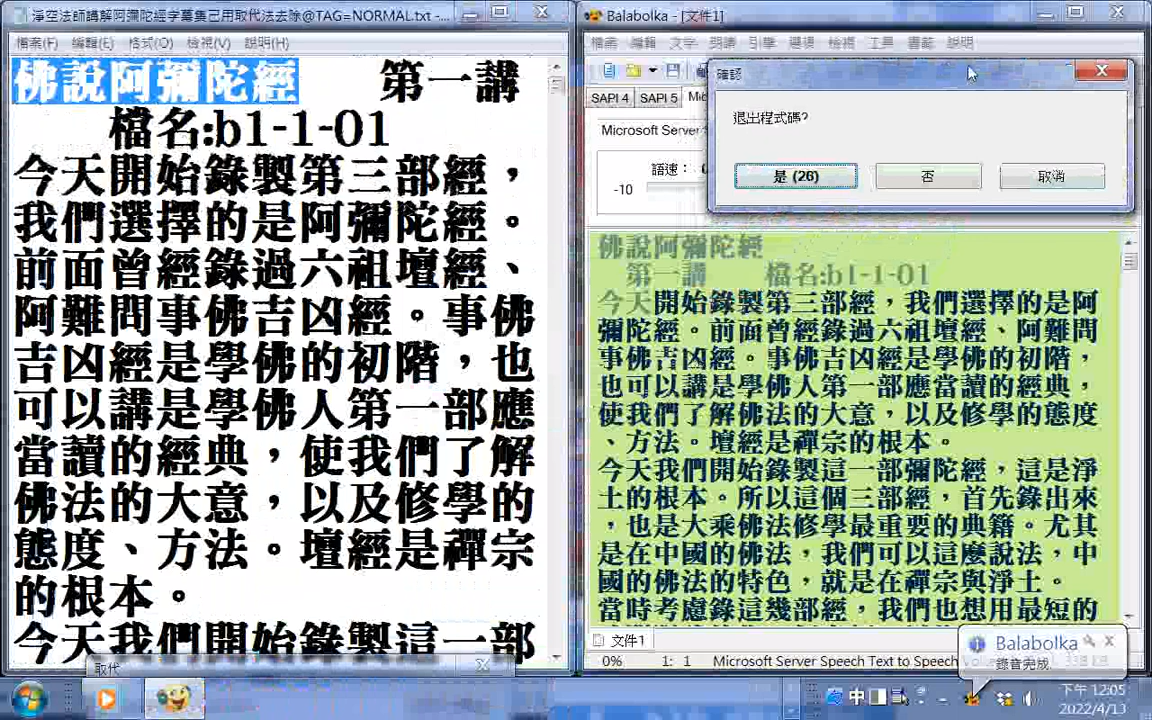 淨空法師講解阿彌陀經字幕集己用取代法去除@TAG=NORMAL.txt -...
檔案(F) 編輯(E) 格式(O) 檢視(V) 說明(H)
佛說阿彌陀經 第一講
檔名:b1-1-01
今天開始錄製第三部經，
我們選擇的是阿彌陀經。
前面曾經錄過六祖壇經、
阿難問事佛吉凶經。事佛
吉凶經是學佛的初階，也
可以講是學佛人第一部應
當讀的經典，使我們了解
佛法的大意，以及修學的
態度、方法。壇經是禪宗
的根本。
今天我們開始錄製這一部
取代
Balabolka - [文件1]
檔案 編輯 文字 朗讀 引擎 選項 檢視 工具 書籤 說明
SAPI 4 SAPI 5
Microsoft Server
語速：
-10
確認
退出程式碼?
是 (26) 否 取消
佛說阿彌陀經
第一講 檔名:b1-1-01
今天開始錄製第三部經，我們選擇的是阿
彌陀經。前面曾經錄過六祖壇經、阿難問
事佛吉凶經。事佛吉凶經是學佛的初階，
也可以講是學佛人第一部應當讀的經典，
使我們了解佛法的大意，以及修學的態度
、方法。壇經是禪宗的根本。
今天我們開始錄製這一部彌陀經，這是淨
土的根本。所以這個三部經，首先錄出來
，也是大乘佛法修學最重要的典籍。尤其
是在中國的佛法，我們可以這麼說法，中
國的佛法的特色，就是在禪宗與淨土。
當時考慮錄這幾部經，我們也想用最短的
文件1
0% 1: 1 Microsoft Server Speech Text to Speech
Balabolka
錄音完成.
中
下午 12:05
2022/4/13